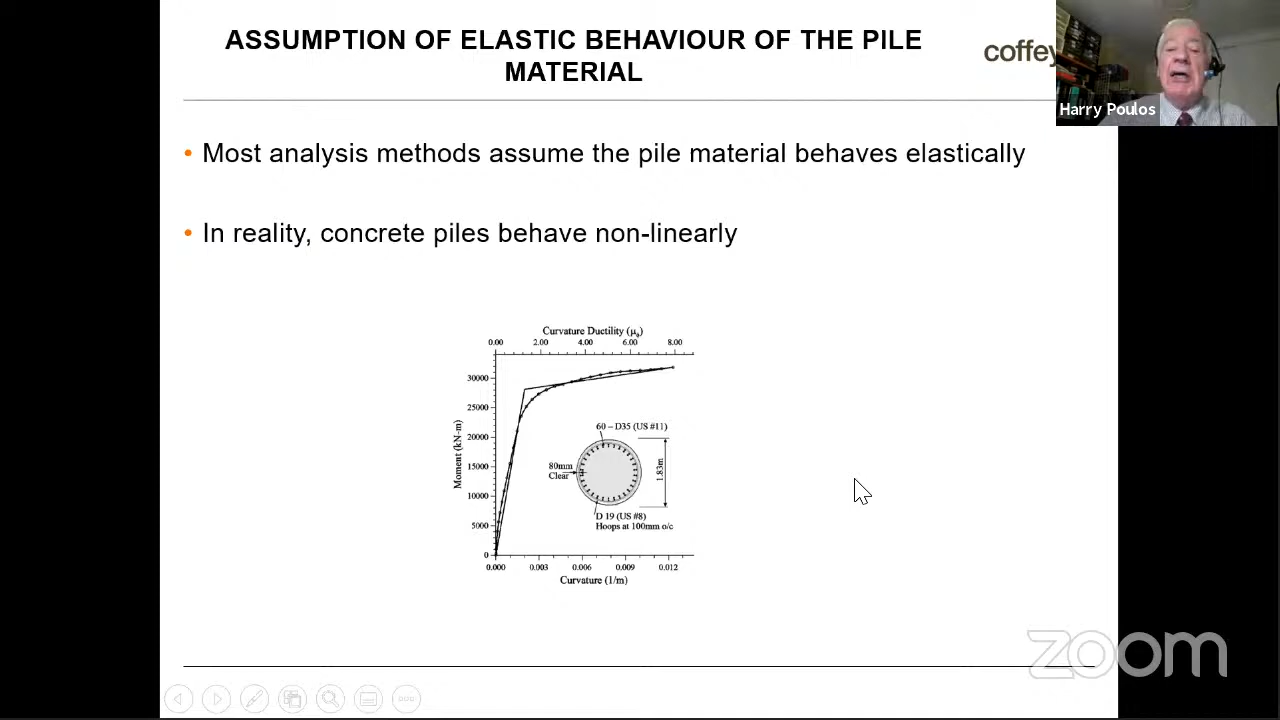 ASSUMPTION OF ELASTIC BEHAVIOUR OF THE PILE
MATERIAL
coffey
Harry Poulos
• Most analysis methods assume the pile material behaves elastically
• In reality, concrete piles behave non-linearly
Curvature Ductility (μ
0.00 2.00 4.00 6.00 8.00
30000
25000
20000
15000
10000
5000
0
Moment (kN-m)
60 – D35 (US #11)
80mm
Clear
1.83m
D 19 (US #8)
Hoops at 100mm o/c
0.000 0.003 0.006 0.009 0.012
Curvature (1/m)
zoom